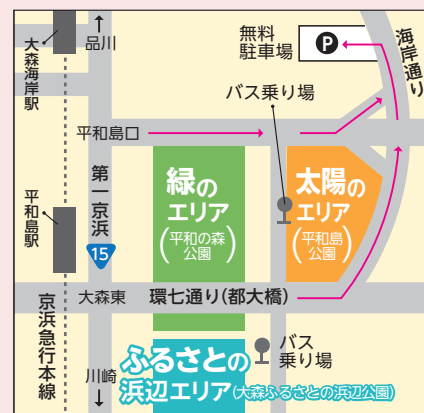 品川
大森
海岸駅
無料
駐車場
P
海岸通り
バス乗り場
平和島口
第一京浜
15
緑の
エリア
(平和の森
公園)
太陽の
エリア
(平和島
公園)
平和島駅
大森東
環七通り(都大橋)
京浜急行本線
川崎
ふるさとの
浜辺エリア(大森ふるさとの浜辺公園)
バス
乗り場